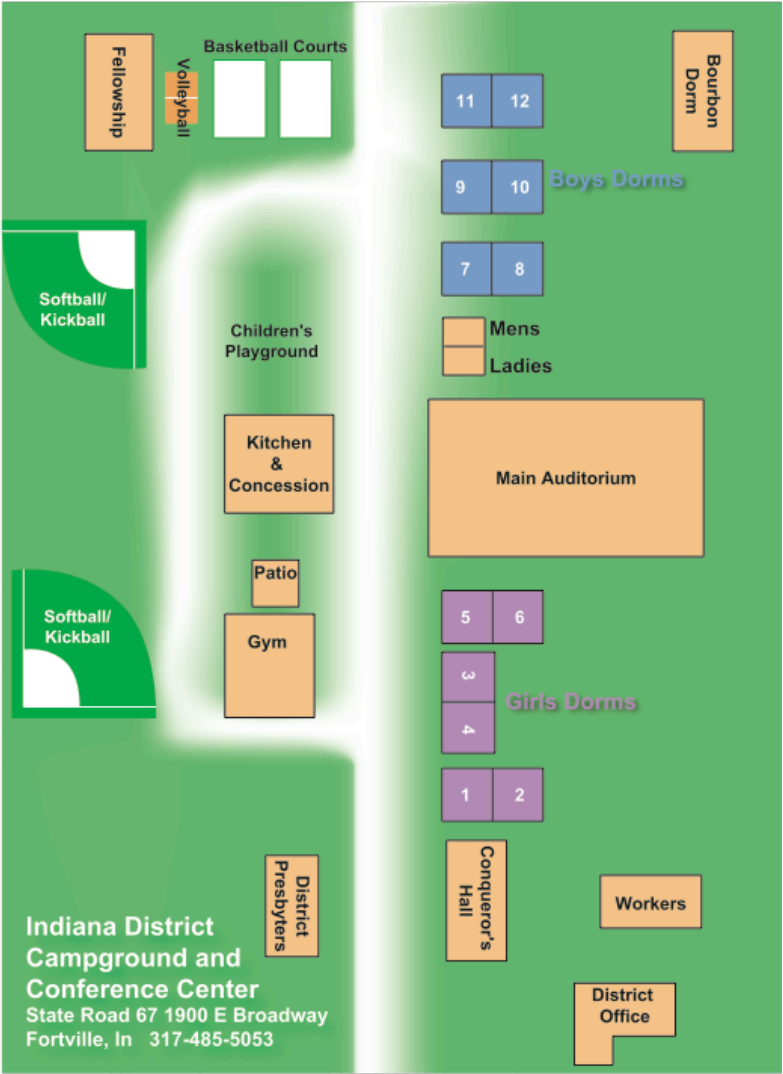 Basketball Courts
Fellowship
Volleyball
11
12
Bourbon
Dorm
9
10
Boys Dorms
7
8
Softball/
Kickball
Children's
Playground
Mens
Ladies
Kitchen
&
Concession
Main Auditorium
Patio
Gym
Softball/
Kickball
5
6
3
4
Girls Dorms
1
2
District
Presbyters
Conqueror's
Hall
Workers
District
Office
Indiana District
Campground and
Conference Center
State Road 67 1900 E Broadway
Fortville, In 317-485-5053